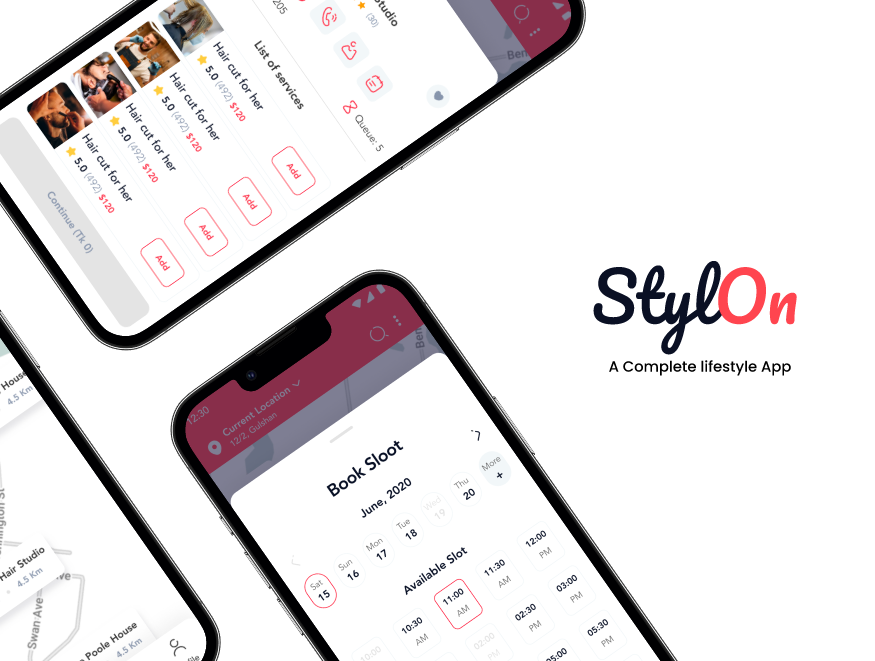 205
Studio
(30)
Queue: 5
List of services
Hair cut for her
5.0 (492) $120
Add
Hair cut for her
5.0 (492) $120
Add
Hair cut for her
5.0 (492) $120
Add
Hair cut for her
5.0 (492) $120
Add
Continue (Tk 0)
Ben
StylOn
A Complete lifestyle App
12:30
Current Location
12/2, Gulshan
Ben
Book Sloot
June, 2020
Sat Sun Mon Tue Wed Thu More
15 16 17 18 19 20 +
Available Slot
10:00 10:30 AM 11:00 AM 11:30 AM 12:00 PM
02:00 PM 02:30 PM 03:00 PM
05:00 05:30 PM
House
4.5 Km
Hair Studio
4.5 Km
Swan Ave
Poole House
4.5 Km